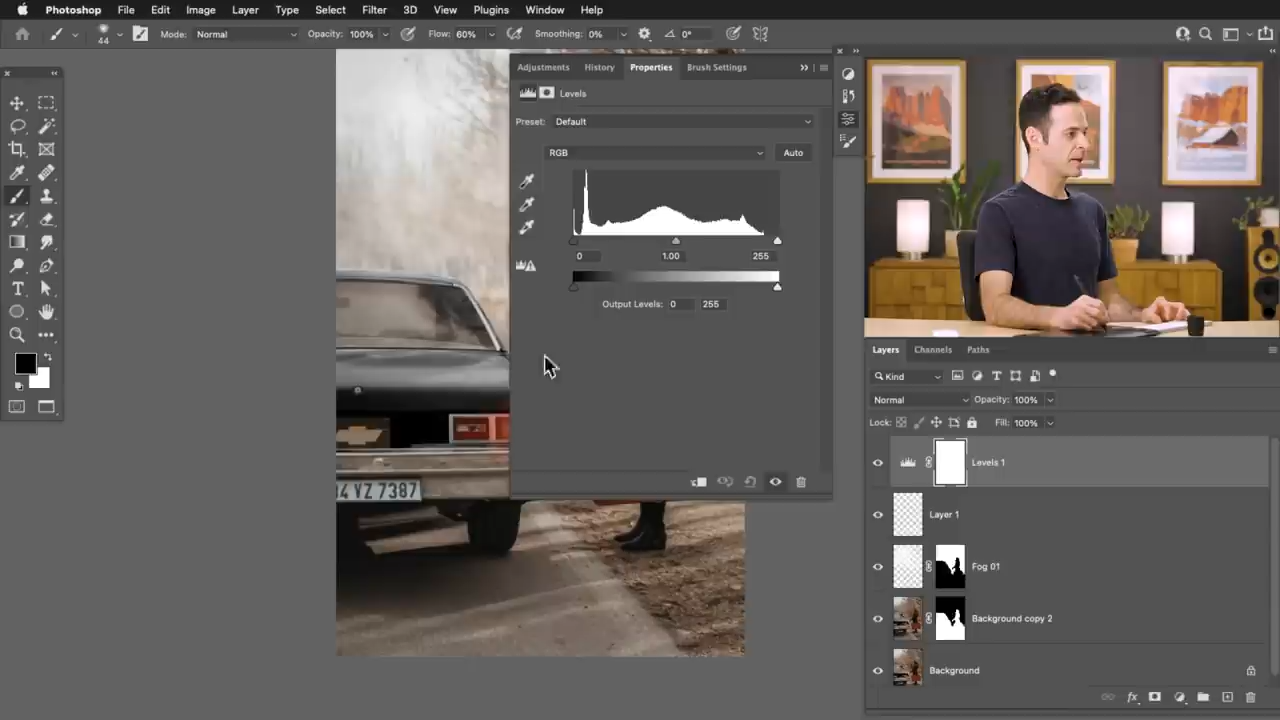 Photoshop File Edit Image Layer Type Select Filter 3D View Plugins Window Help
44 Mode: Normal Opacity: 100% Flow: 60% Smoothing: 0% 0°
Adjustments History Properties Brush Settings
Levels
Preset: Default
RGB Auto
0 1.00 255
Output Levels: 0 255
4 VZ 7387
Layers Channels Paths
Kind
Normal Opacity: 100%
Lock: Fill: 100%
Levels 1
Layer 1
Fog 01
Background copy 2
Background
fx